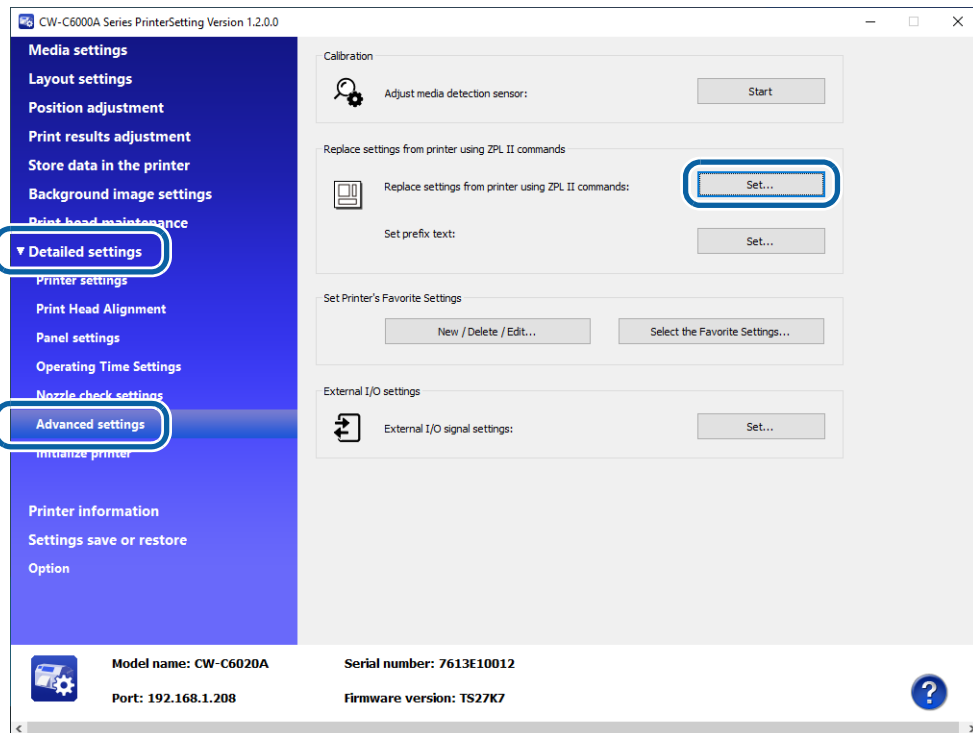 CW-C6000A Series PrinterSetting Version 1.2.0.0
Media settings
Layout settings
Position adjustment
Print results adjustment
Store data in the printer
Background image settings
Print head maintenance
Detailed settings
Printer settings
Print Head Alignment
Panel settings
Operating Time Settings
Nozzle check settings
Advanced settings
Initialize printer
Printer information
Settings save or restore
Option
Calibration
Adjust media detection sensor:
Start
Replace settings from printer using ZPL II commands
Replace settings from printer using ZPL II commands:
Set...
Set prefix text:
Set...
Set Printer's Favorite Settings
New / Delete / Edit...
Select the Favorite Settings...
External I/O settings
External I/O signal settings:
Set...
Model name: CW-C6020A
Serial number: 7613E10012
Port: 192.168.1.208
Firmware version: TS27K7
?